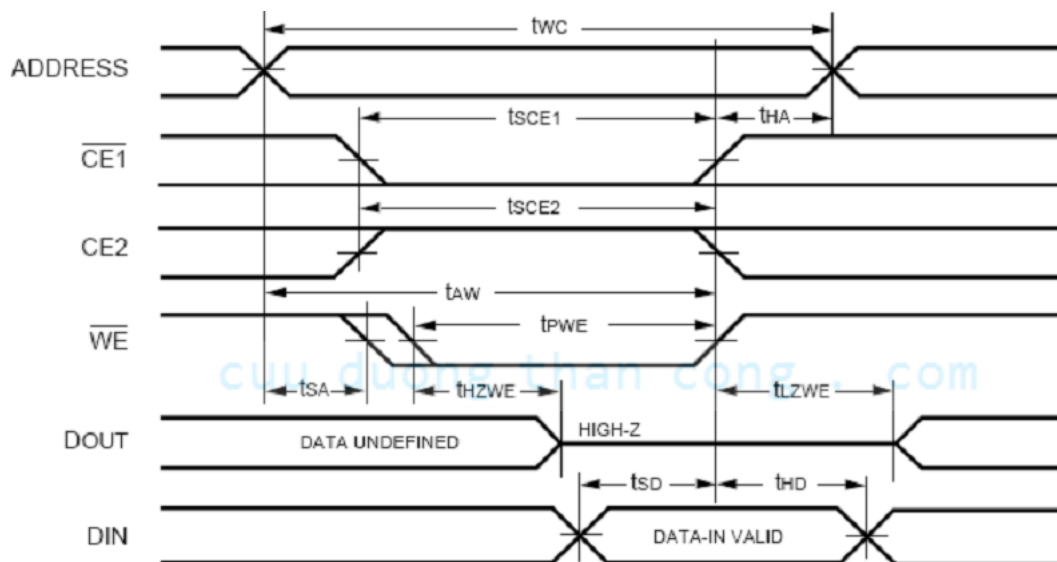 tWC
ADDRESS
tSCE1
tHA
CE1
tSCE2
CE2
tAW
WE
tPWE
cuu duong than cong . com
tSA
tHZWE
tLZWE
DOUT
DATA UNDEFINED
HIGH-Z
tSD
tHD
DIN
DATA-IN VALID